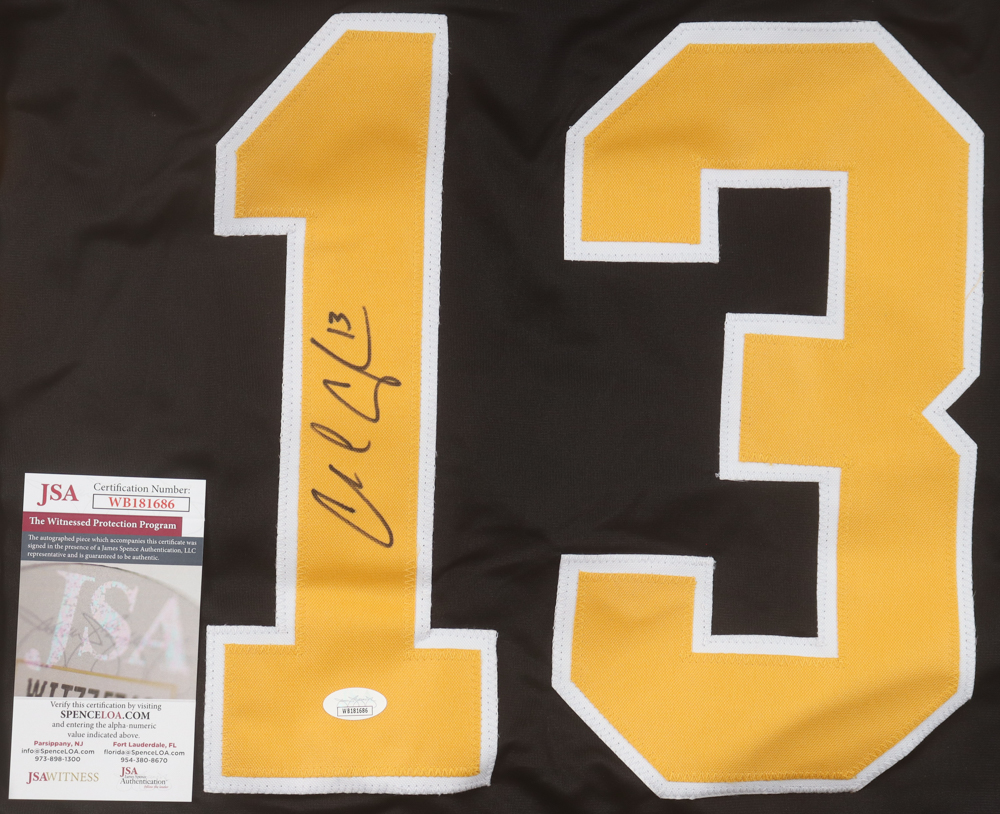 13
13
JSA
Certification Number:
WB181686
The Witnessed Protection Program
The autographed piece which accompanies this certificate was
signed in the presence of a James Spence Authentication, LLC
representative and is guaranteed to be authentic.
JSA
Verify this certification by visiting
SPENCELOA.COM
and entering the alpha-numeric
value indicated above.
Parsippany, NJ
info@SpenceLOA.com
973-898-1300
Fort Lauderdale, FL
florida@SpenceLOA.com
954-380-8670
JSAWITNESS
JSA
James Spence
Authentication
WB181686